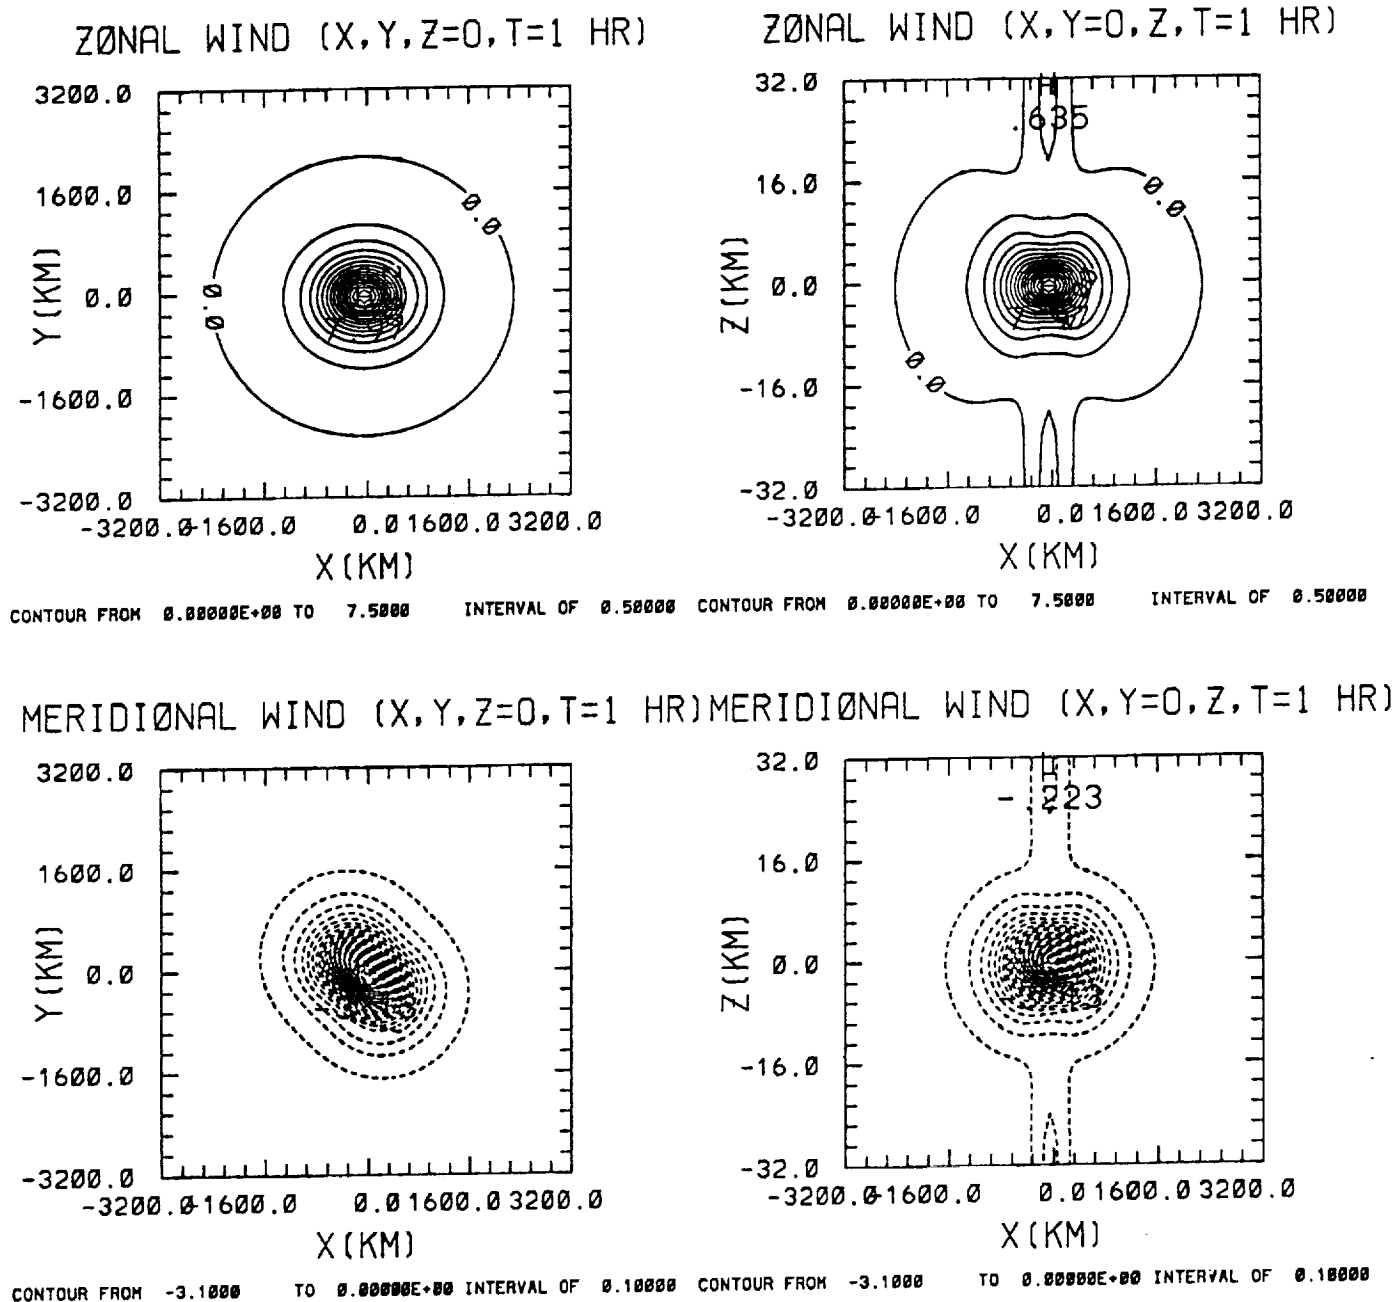 ZØNAL WIND (X,Y,Z=0,T=1 HR)
3200.0
1600.0
0.0
-1600.0
-3200.0
Y(KM)
0.0
0.0
-3200.0 -1600.0 0.0 1600.0 3200.0
X(KM)
CONTOUR FROM 0.00000E+00 TO 7.5000 INTERVAL OF 0.50000
ZØNAL WIND (X,Y=0,Z,T=1 HR)
32.0
16.0
0.0
-16.0
-32.0
Z(KM)
H
.635
0.0
0.0
-3200.0 -1600.0 0.0 1600.0 3200.0
X(KM)
CONTOUR FROM 0.00000E+00 TO 7.5000 INTERVAL OF 0.50000
MERIDIØNAL WIND (X,Y,Z=0,T=1 HR)
3200.0
1600.0
0.0
-1600.0
-3200.0
Y(KM)
-3200.0 -1600.0 0.0 1600.0 3200.0
X(KM)
CONTOUR FROM -3.1000 TO 0.00000E+00 INTERVAL OF 0.10000
MERIDIØNAL WIND (X,Y=0,Z,T=1 HR)
32.0
16.0
0.0
-16.0
-32.0
Z(KM)
H
-.223
-3200.0 -1600.0 0.0 1600.0 3200.0
X(KM)
CONTOUR FROM -3.1000 TO 0.00000E+00 INTERVAL OF 0.10000